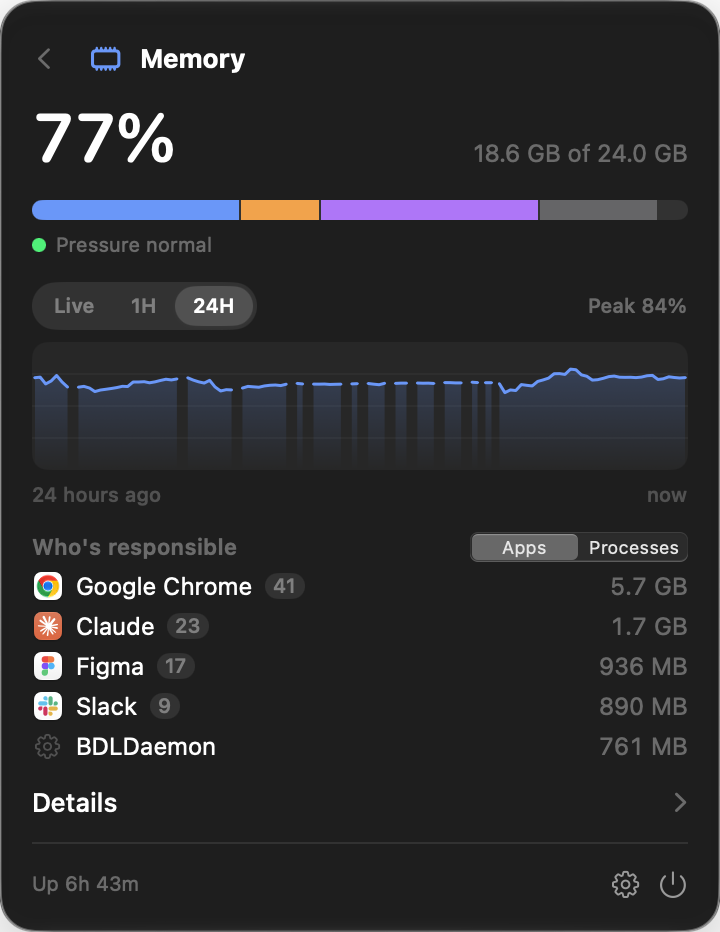 Memory
77%
18.6 GB of 24.0 GB
Pressure normal
Live 1H 24H
Peak 84%
24 hours ago
now
Who's responsible
Apps Processes
Google Chrome 41 5.7 GB
Claude 23 1.7 GB
Figma 17 936 MB
Slack 9 890 MB
BDLDaemon 761 MB
Details
Up 6h 43m